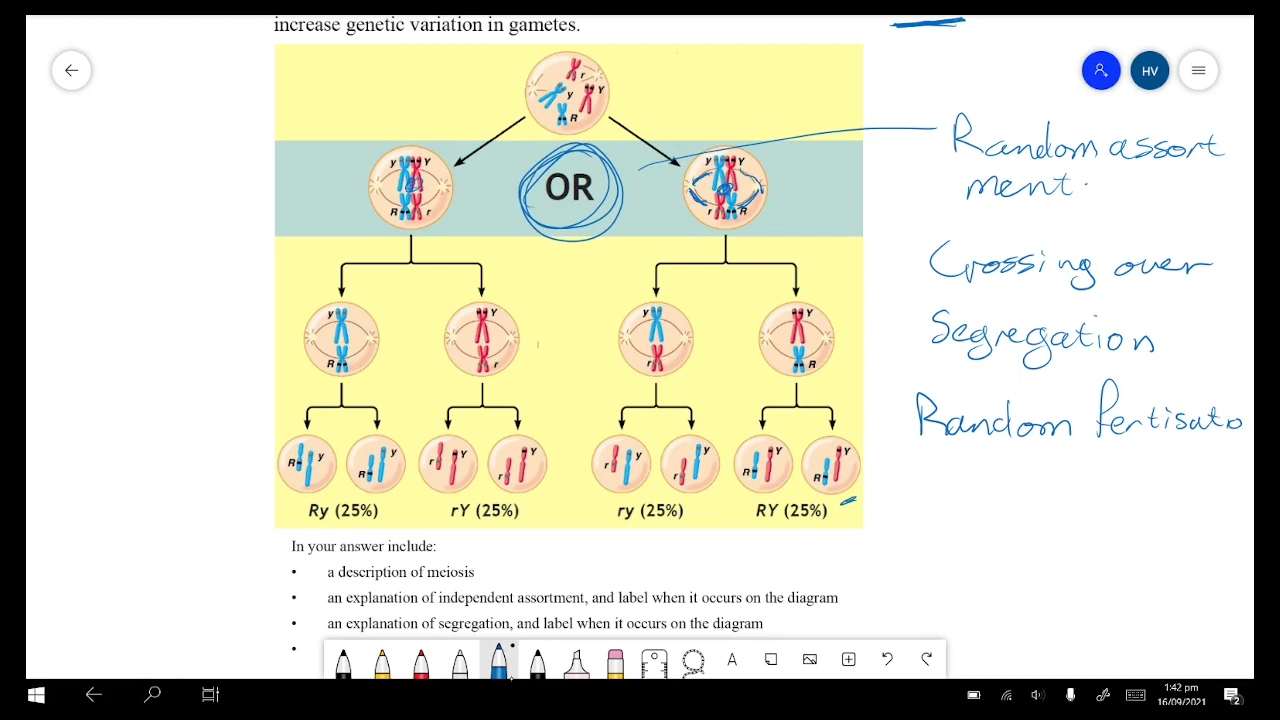 increase genetic variation in gametes.
HV
r
y Y
R
OR
y Y
R r
y Y
r R
Random assort
ment.
Crossing over
Segregation
Random fertisato
y
R
Y
r
y
r
Y
R
R y
R y
r Y
r Y
r y
r y
R Y
R Y
Ry (25%)
rY (25%)
ry (25%)
RY (25%)
In your answer include:
• a description of meiosis
• an explanation of independent assortment, and label when it occurs on the diagram
• an explanation of segregation, and label when it occurs on the diagram
•
A
1:42 pm
16/09/2021
2